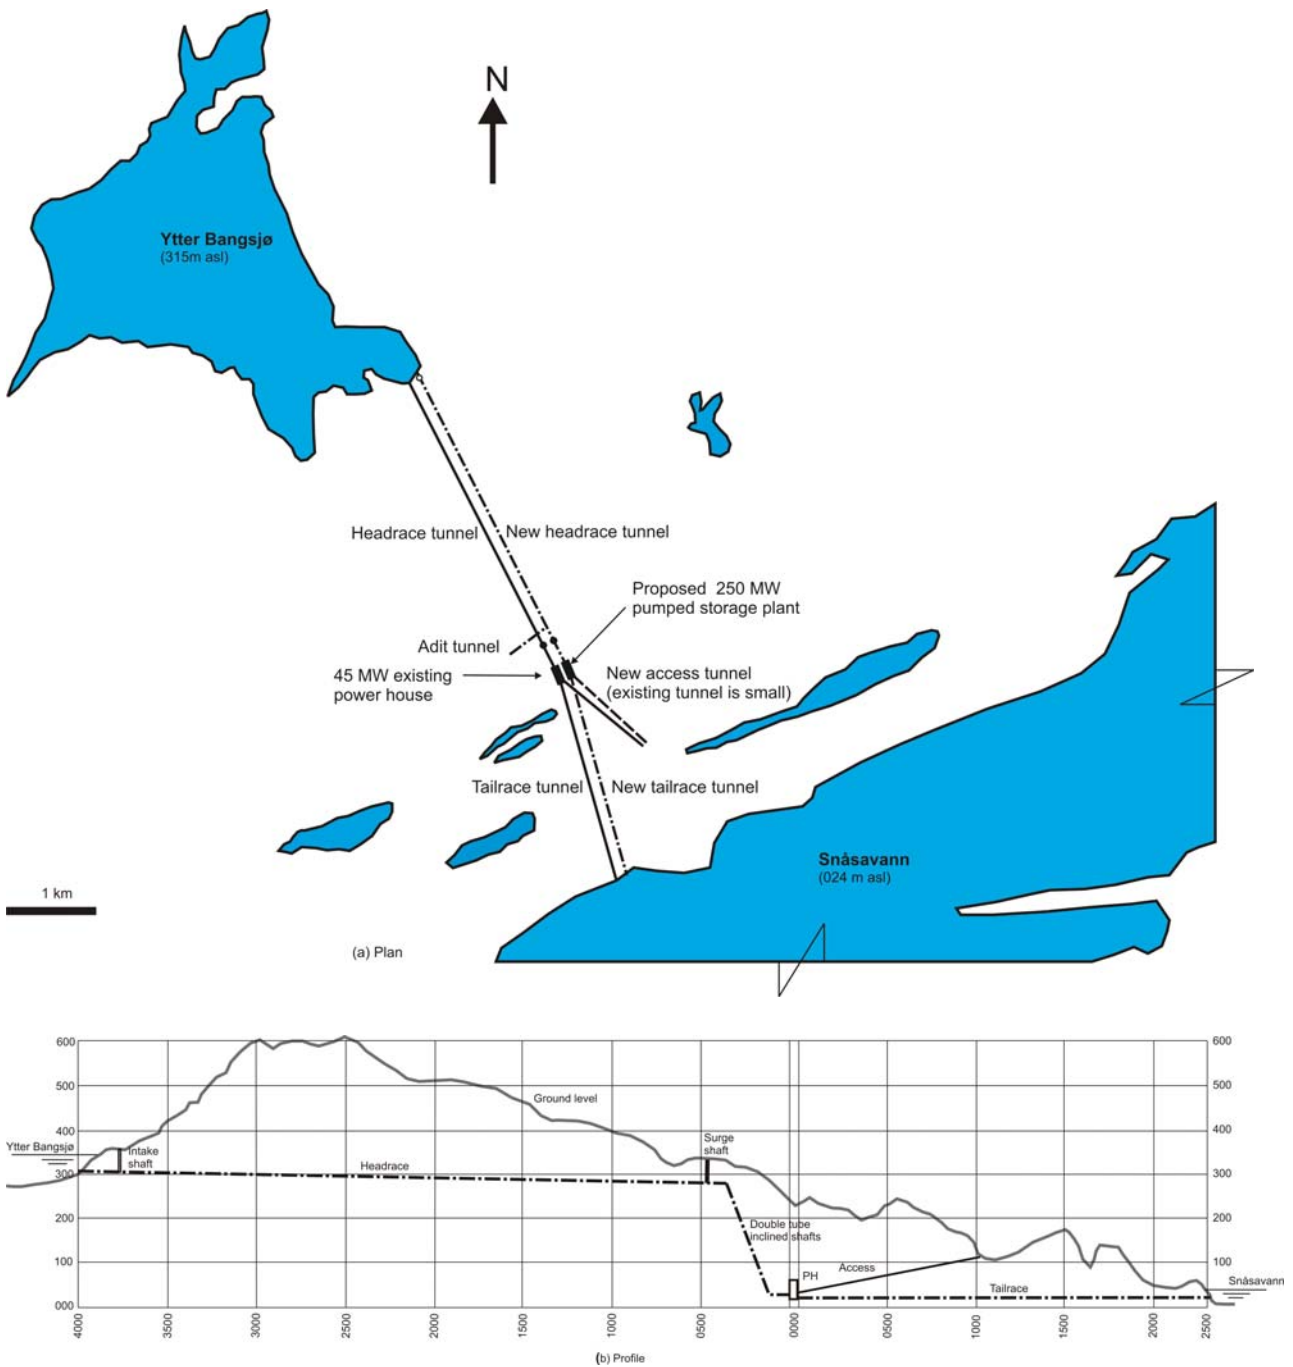 N
Ytter Bangsjø
(315m asl)
Headrace tunnel
New headrace tunnel
Proposed 250 MW
pumped storage plant
Adit tunnel
45 MW existing
power house
New access tunnel
(existing tunnel is small)
Tailrace tunnel
New tailrace tunnel
Snåsavann
(024 m asl)
1 km
(a) Plan
600
600
500
500
Ground level
400
400
Ytter Bangsjø
Intake
shaft
Surge
shaft
Headrace
300
300
200
200
Double tube
inclined shafts
100
100
PH
Access
Tailrace
Snåsavann
000
000
4000
3500
3000
2500
2000
1500
1000
0500
0000
0500
1000
1500
2000
2500
(b) Profile